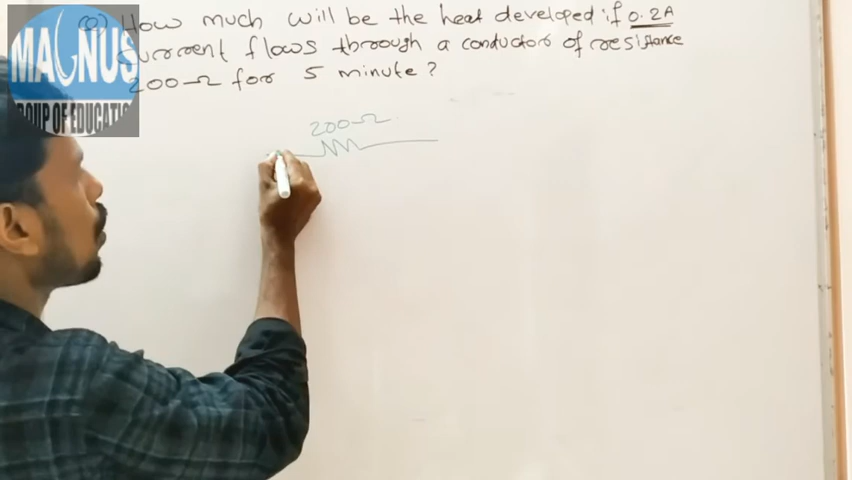 MAGNUS
GROUP OF EDUCATION
Q) How much will be the heat developed if 0.2A
current flows through a conductor of resistance
200Ω for 5 minute?
200Ω